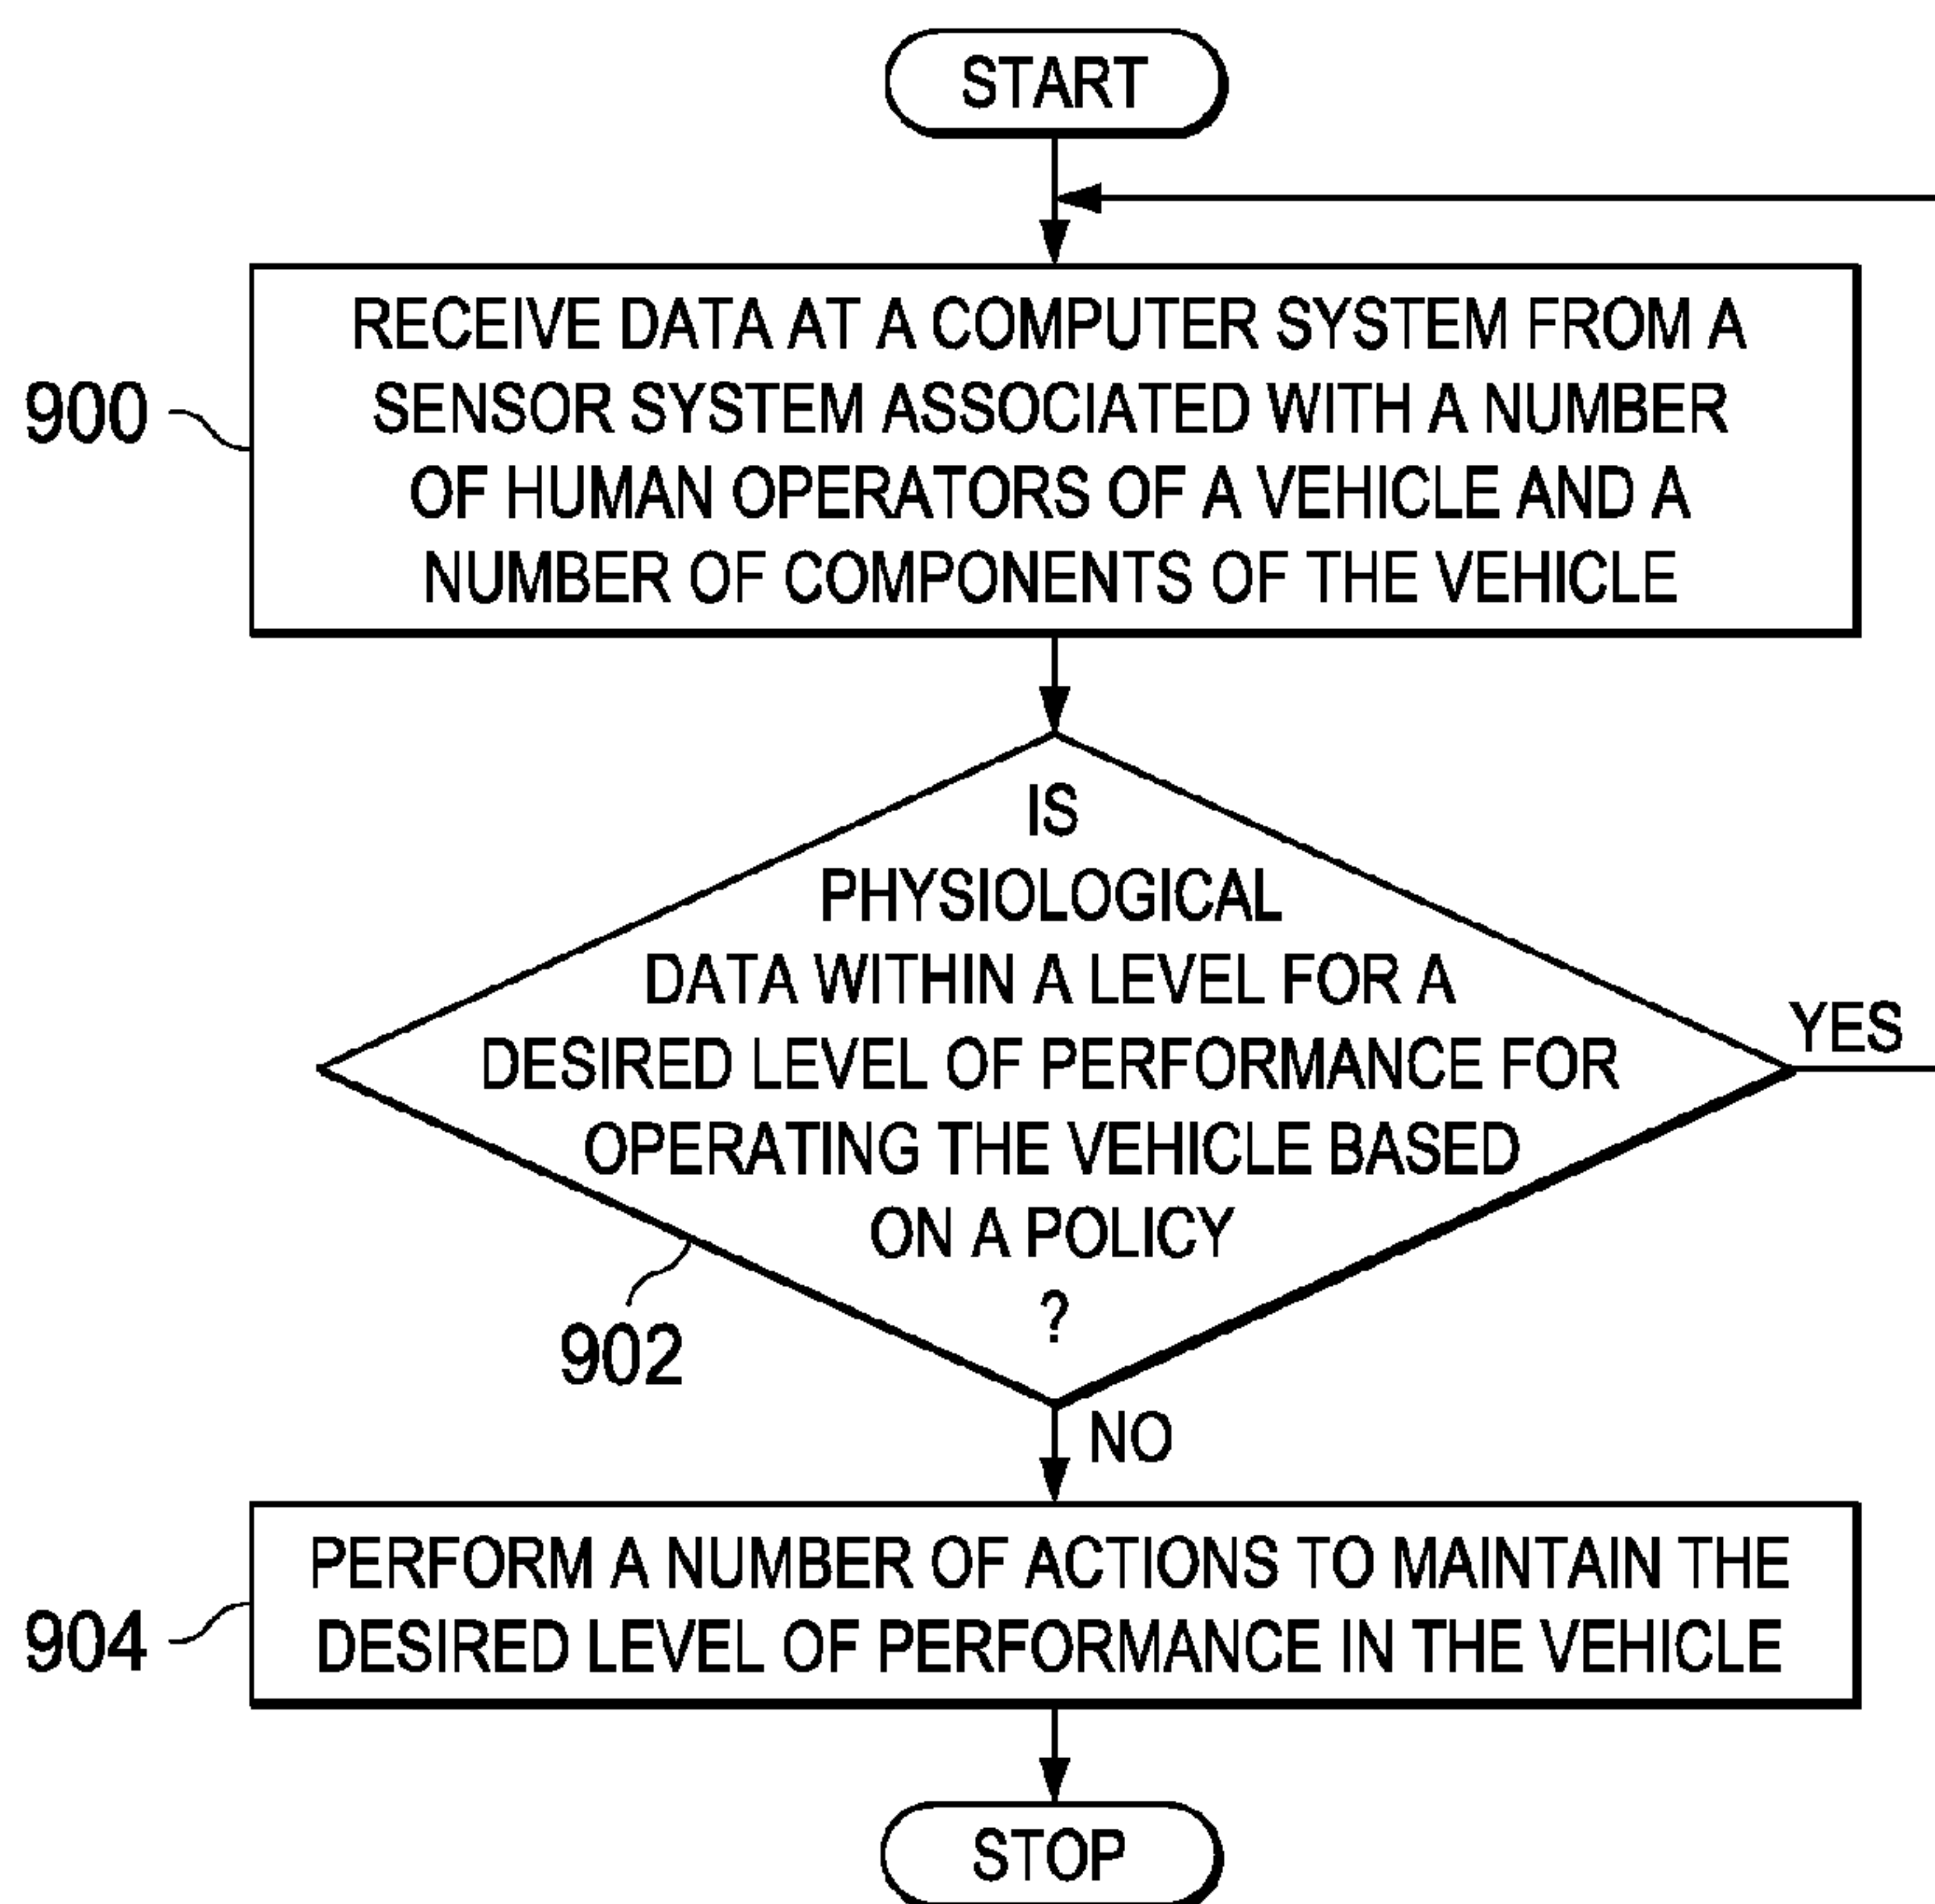 START
RECEIVE DATA AT A COMPUTER SYSTEM FROM A
SENSOR SYSTEM ASSOCIATED WITH A NUMBER
OF HUMAN OPERATORS OF A VEHICLE AND A
NUMBER OF COMPONENTS OF THE VEHICLE
900
IS
PHYSIOLOGICAL
DATA WITHIN A LEVEL FOR A
DESIRED LEVEL OF PERFORMANCE FOR
OPERATING THE VEHICLE BASED
ON A POLICY
?
YES
902
NO
PERFORM A NUMBER OF ACTIONS TO MAINTAIN THE
DESIRED LEVEL OF PERFORMANCE IN THE VEHICLE
904
STOP